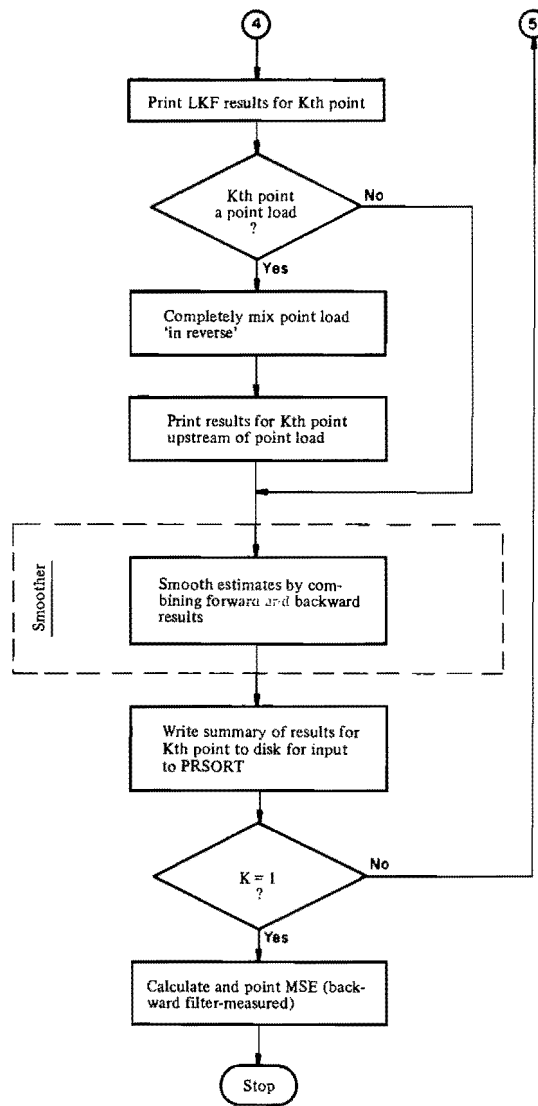 4
5
Print LKF results for Kth point
Kth point
a point load
?
No
Yes
Completely mix point load
'in reverse'
Print results for Kth point
upstream of point load
Smoother
Smooth estimates by com-
bining forward and backward
results
Write summary of results for
Kth point to disk for input
to PRSORT
K = 1
?
No
Yes
Calculate and point MSE (back-
ward filter-measured)
Stop